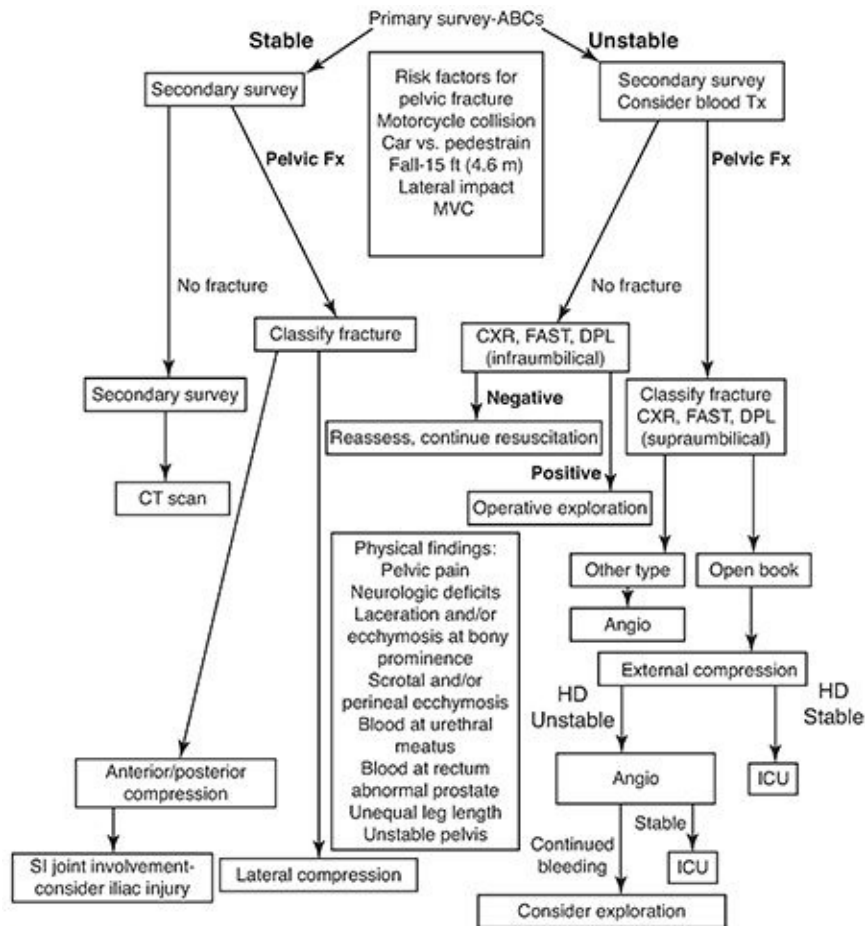 Primary survey-ABCs
Stable
Unstable
Secondary survey
Risk factors for
pelvic fracture
Motorcycle collision
Car vs. pedestrain
Fall-15 ft (4.6 m)
Lateral impact
MVC
Secondary survey
Consider blood Tx
Pelvic Fx
Pelvic Fx
No fracture
No fracture
Classify fracture
CXR, FAST, DPL
(infraumbilical)
Secondary survey
Classify fracture
CXR, FAST, DPL
(supraumbilical)
Negative
Reassess, continue resuscitation
CT scan
Positive
Operative exploration
Physical findings:
Pelvic pain
Neurologic deficits
Laceration and/or
ecchymosis at bony
prominence
Scrotal and/or
perineal ecchymosis
Blood at urethral
meatus
Blood at rectum
abnormal prostate
Unequal leg length
Unstable pelvis
Other type
Open book
Angio
External compression
HD
Unstable
HD
Stable
Anterior/posterior
compression
Angio
ICU
Continued
bleeding
Stable
SI joint involvement-
consider iliac injury
Lateral compression
ICU
Consider exploration